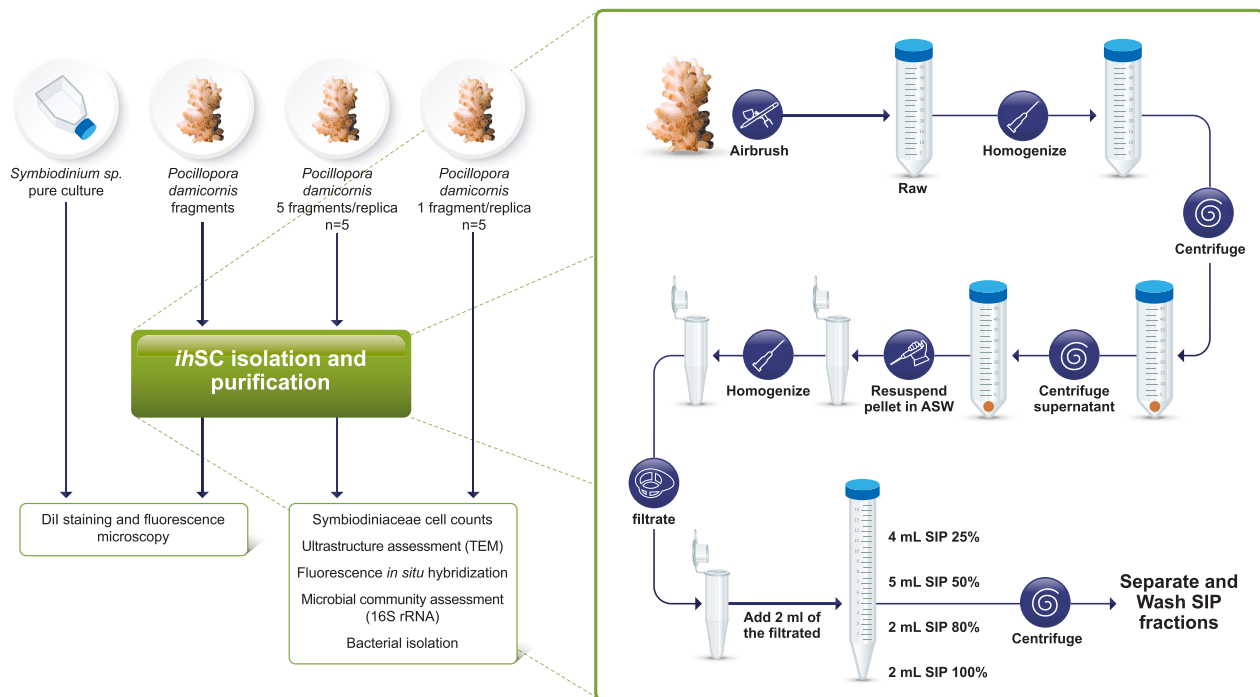 Symbiodinium sp.
pure culture
Pocillopora
damicornis
fragments
Pocillopora
damicornis
5 fragments/replica
n=5
Pocillopora
damicornis
1 fragment/replica
n=5
ihSC isolation and
purification
DiI staining and fluorescence
microscopy
Symbiodiniaceae cell counts
Ultrastructure assessment (TEM)
Fluorescence in situ hybridization
Microbial community assessment
(16S rRNA)
Bacterial isolation
Airbrush
Raw
Homogenize
Centrifuge
Centrifuge
supernatant
Resuspend
pellet in ASW
Homogenize
filtrate
Add 2 ml of
the filtrated
4 mL SIP 25%
5 mL SIP 50%
2 mL SIP 80%
2 mL SIP 100%
Centrifuge
Separate and
Wash SIP
fractions